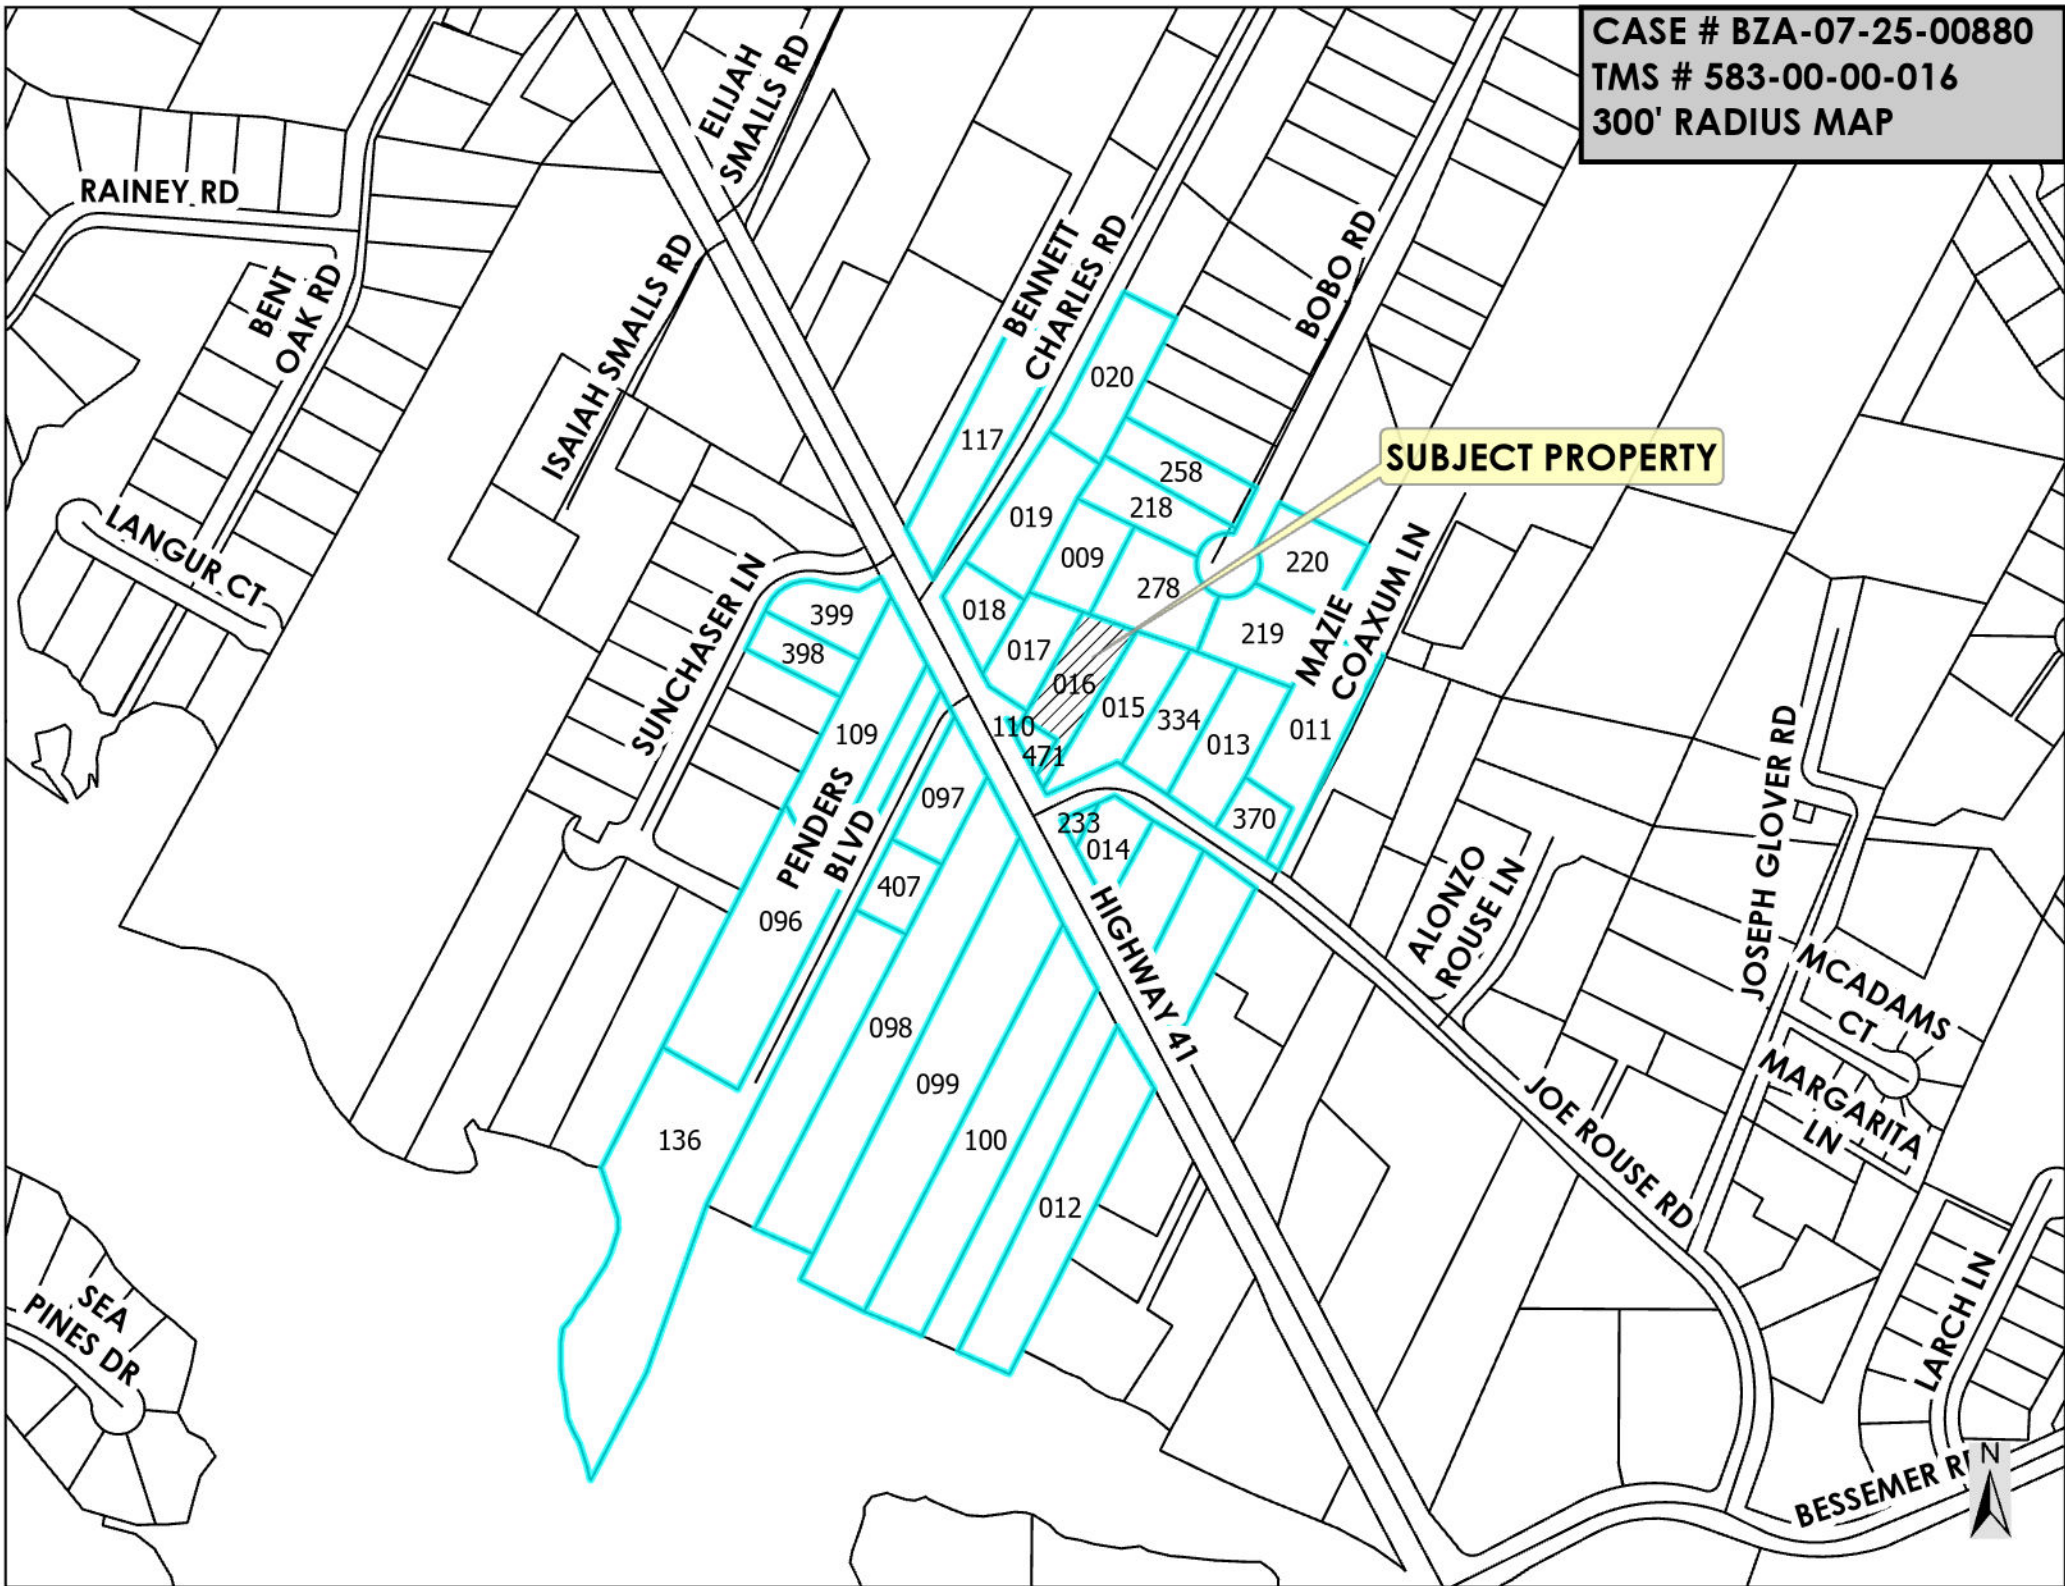 CASE # BZA-07-25-00880
TMS # 583-00-00-016
300' RADIUS MAP
ELIJAH
SMALLS RD
RAINEY RD
BENT
OAK RD
ISAIAH SMALLS RD
BENNETT
CHARLES RD
BOBO RD
020
117
SUBJECT PROPERTY
258
218
019
009
278
220
LANGUR CT
SUNCHASER LN
399
398
018
017
219
MAZIE
COAXUM LN
016
015
334
013
011
110
471
109
PENDERS
BLVD
097
233
014
370
407
096
HIGHWAY 41
ALONZO
ROUSE LN
JOSEPH GLOVER RD
MCADAMS
CT
MARGARITA
LN
098
099
100
136
012
JOE ROUSE RD
SEA
PINES DR
LARCH LN
BESSEMER RD
N